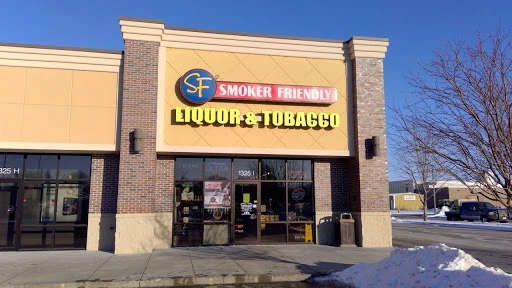 SF
SMOKER FRIENDLY
LIQUOR & TOBACCO
1325 H
1325 I